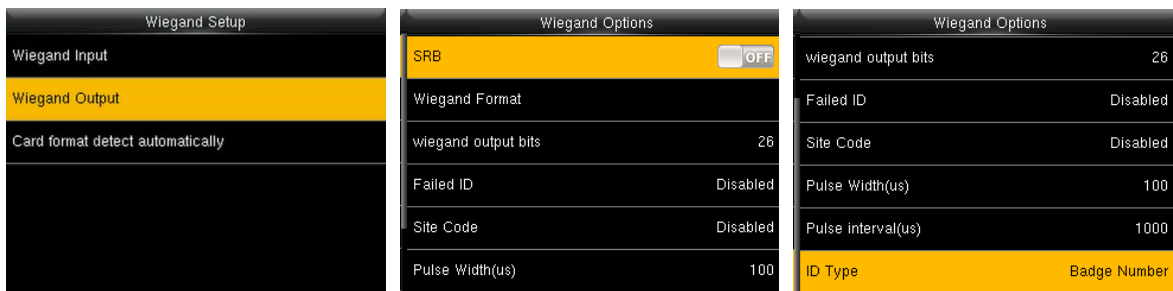 Wiegand Setup
Wiegand Input
Wiegand Output
Card format detect automatically
Wiegand Options
SRB OFF
Wiegand Format
wiegand output bits 26
Failed ID Disabled
Site Code Disabled
Pulse Width(us) 100
Wiegand Options
wiegand output bits 26
Failed ID Disabled
Site Code Disabled
Pulse Width(us) 100
Pulse interval(us) 1000
ID Type Badge Number